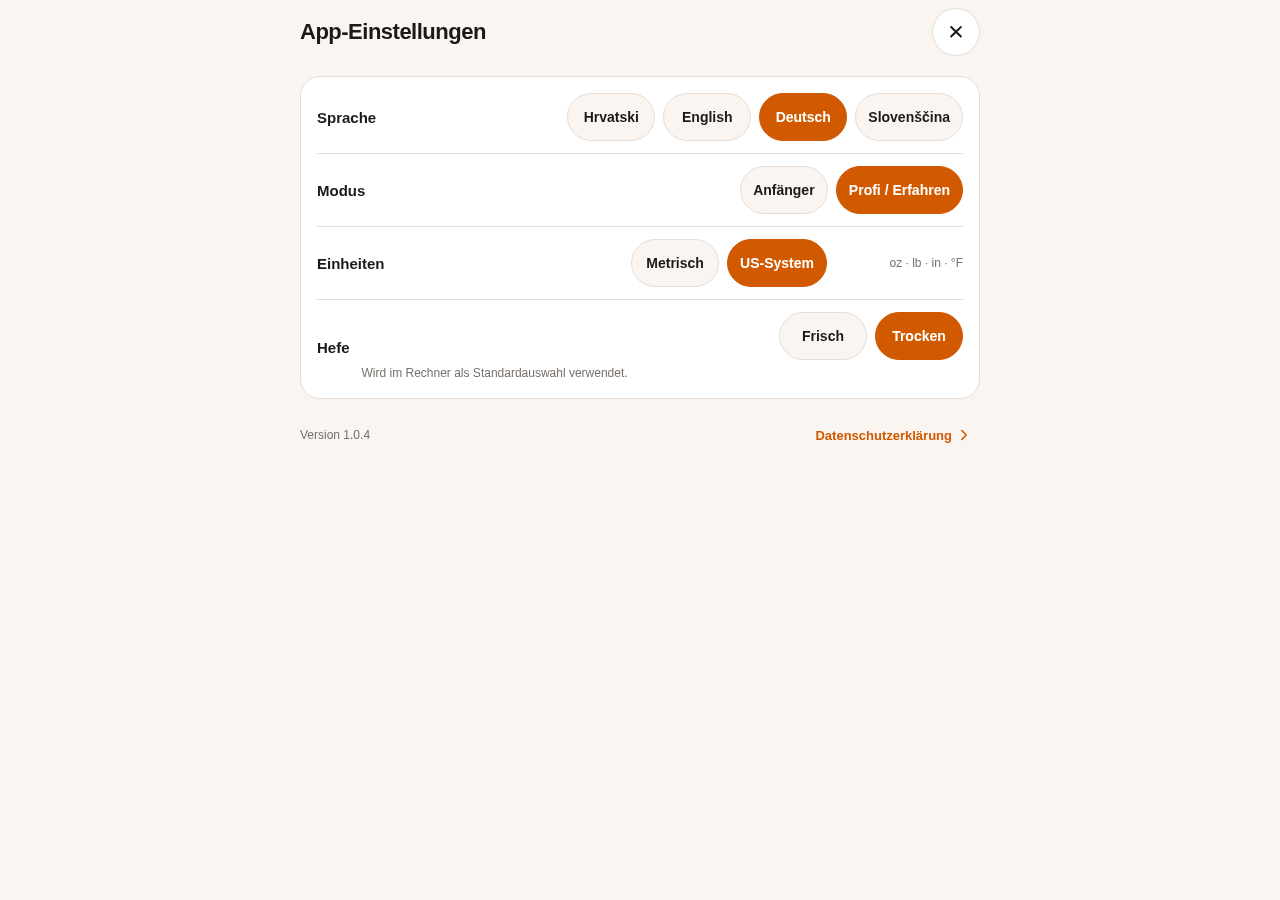 App-Einstellungen
Sprache
Hrvatski
English
Deutsch
Slovenščina
Modus
Anfänger
Profi / Erfahren
Einheiten
Metrisch
US-System
oz · lb · in · °F
Hefe
Frisch
Trocken
Wird im Rechner als Standardauswahl verwendet.
Version 1.0.4
Datenschutzerklärung